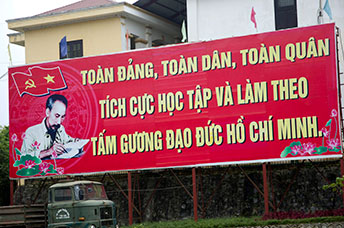 TOÀN ĐẢNG, TOÀN DÂN, TOÀN QUÂN
TÍCH CỰC HỌC TẬP VÀ LÀM THEO
TẤM GƯƠNG ĐẠO ĐỨC HỒ CHÍ MINH.